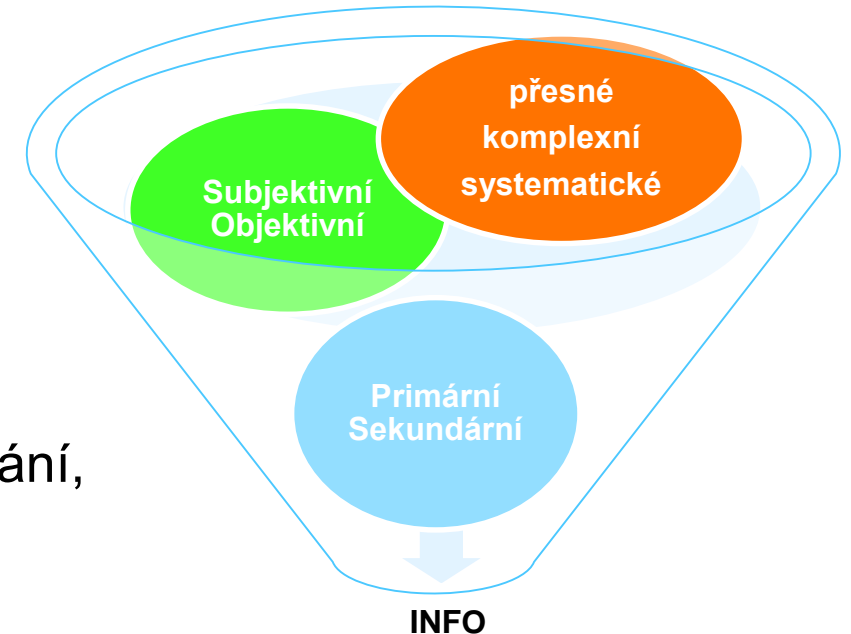 přesné
komplexní
systematické
Subjektivní
Objektivní
Primární
Sekundární
ání,
INFO